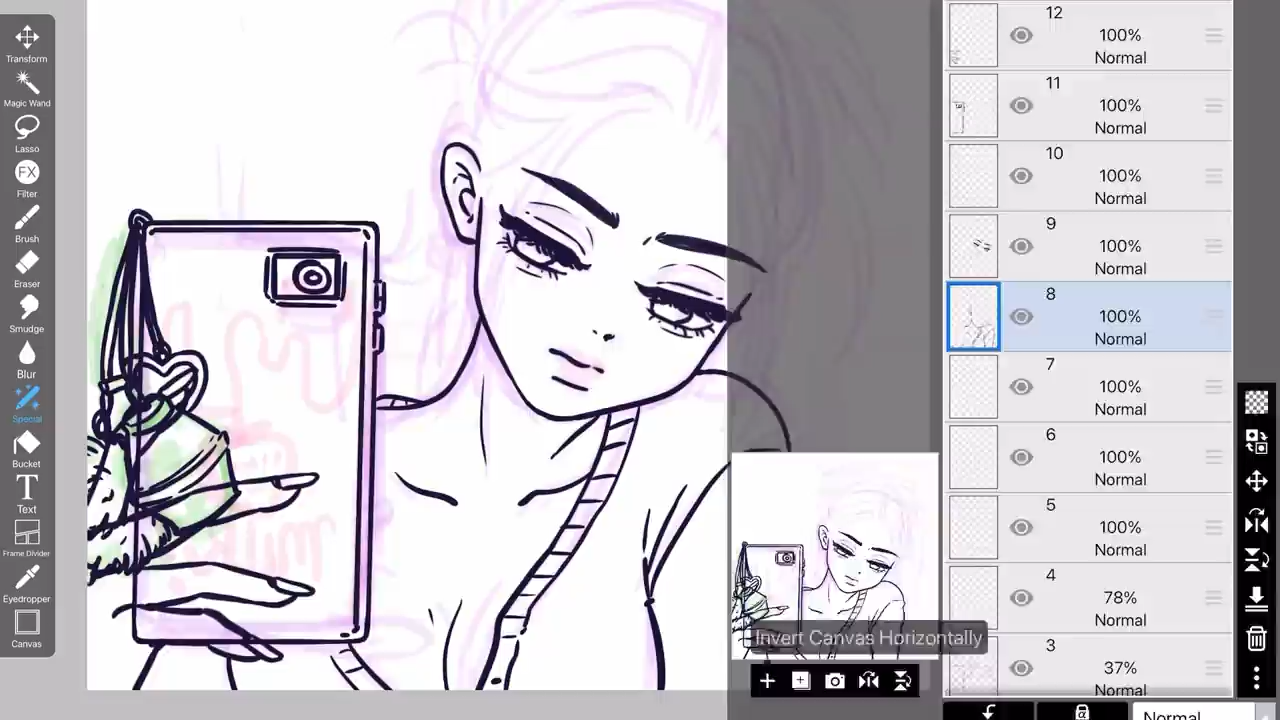 Transform
Magic Wand
Lasso
FX
Filter
Brush
Eraser
Smudge
Blur
Special
Bucket
T
Text
Frame Divider
Eyedropper
Canvas
12
100%
Normal
11
100%
Normal
10
100%
Normal
9
100%
Normal
8
100%
Normal
7
100%
Normal
6
100%
Normal
5
100%
Normal
4
78%
Normal
3
37%
Normal
Invert Canvas Horizontally
Normal